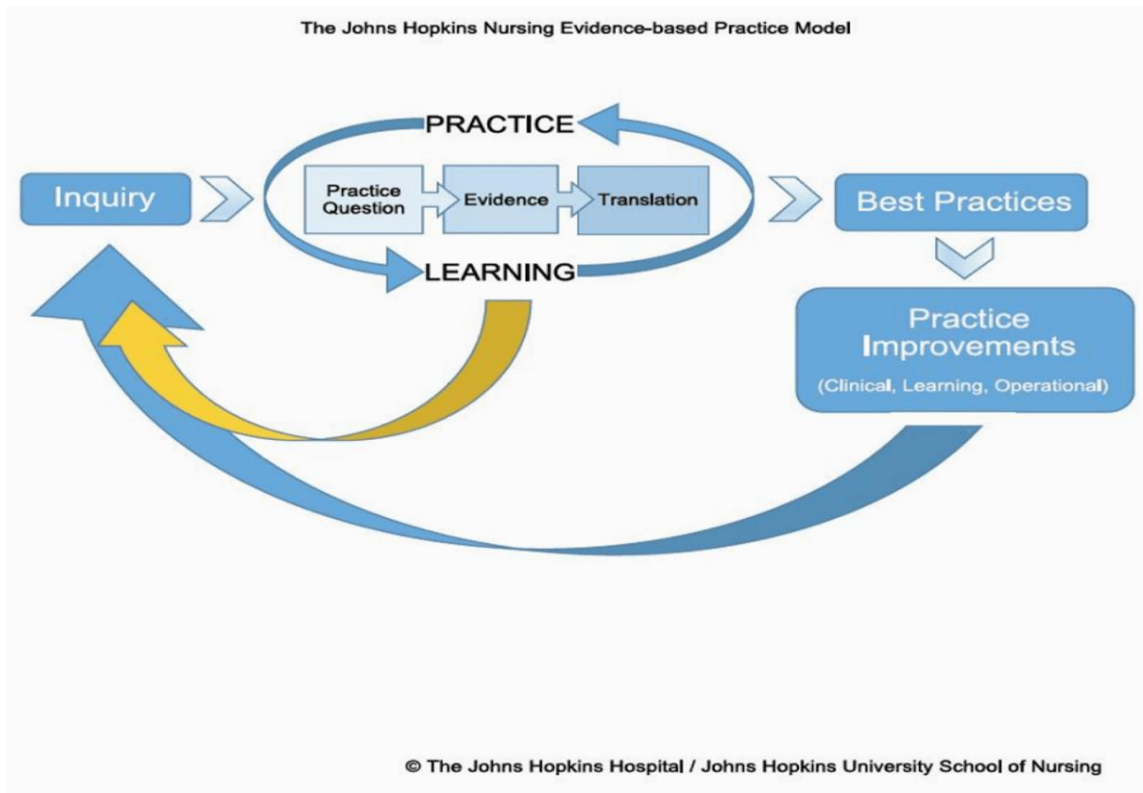 The Johns Hopkins Nursing Evidence-based Practice Model
PRACTICE
Inquiry
Practice
Question
Evidence
Translation
LEARNING
Best Practices
Practice
Improvements
(Clinical, Learning, Operational)
© The Johns Hopkins Hospital / Johns Hopkins University School of Nursing